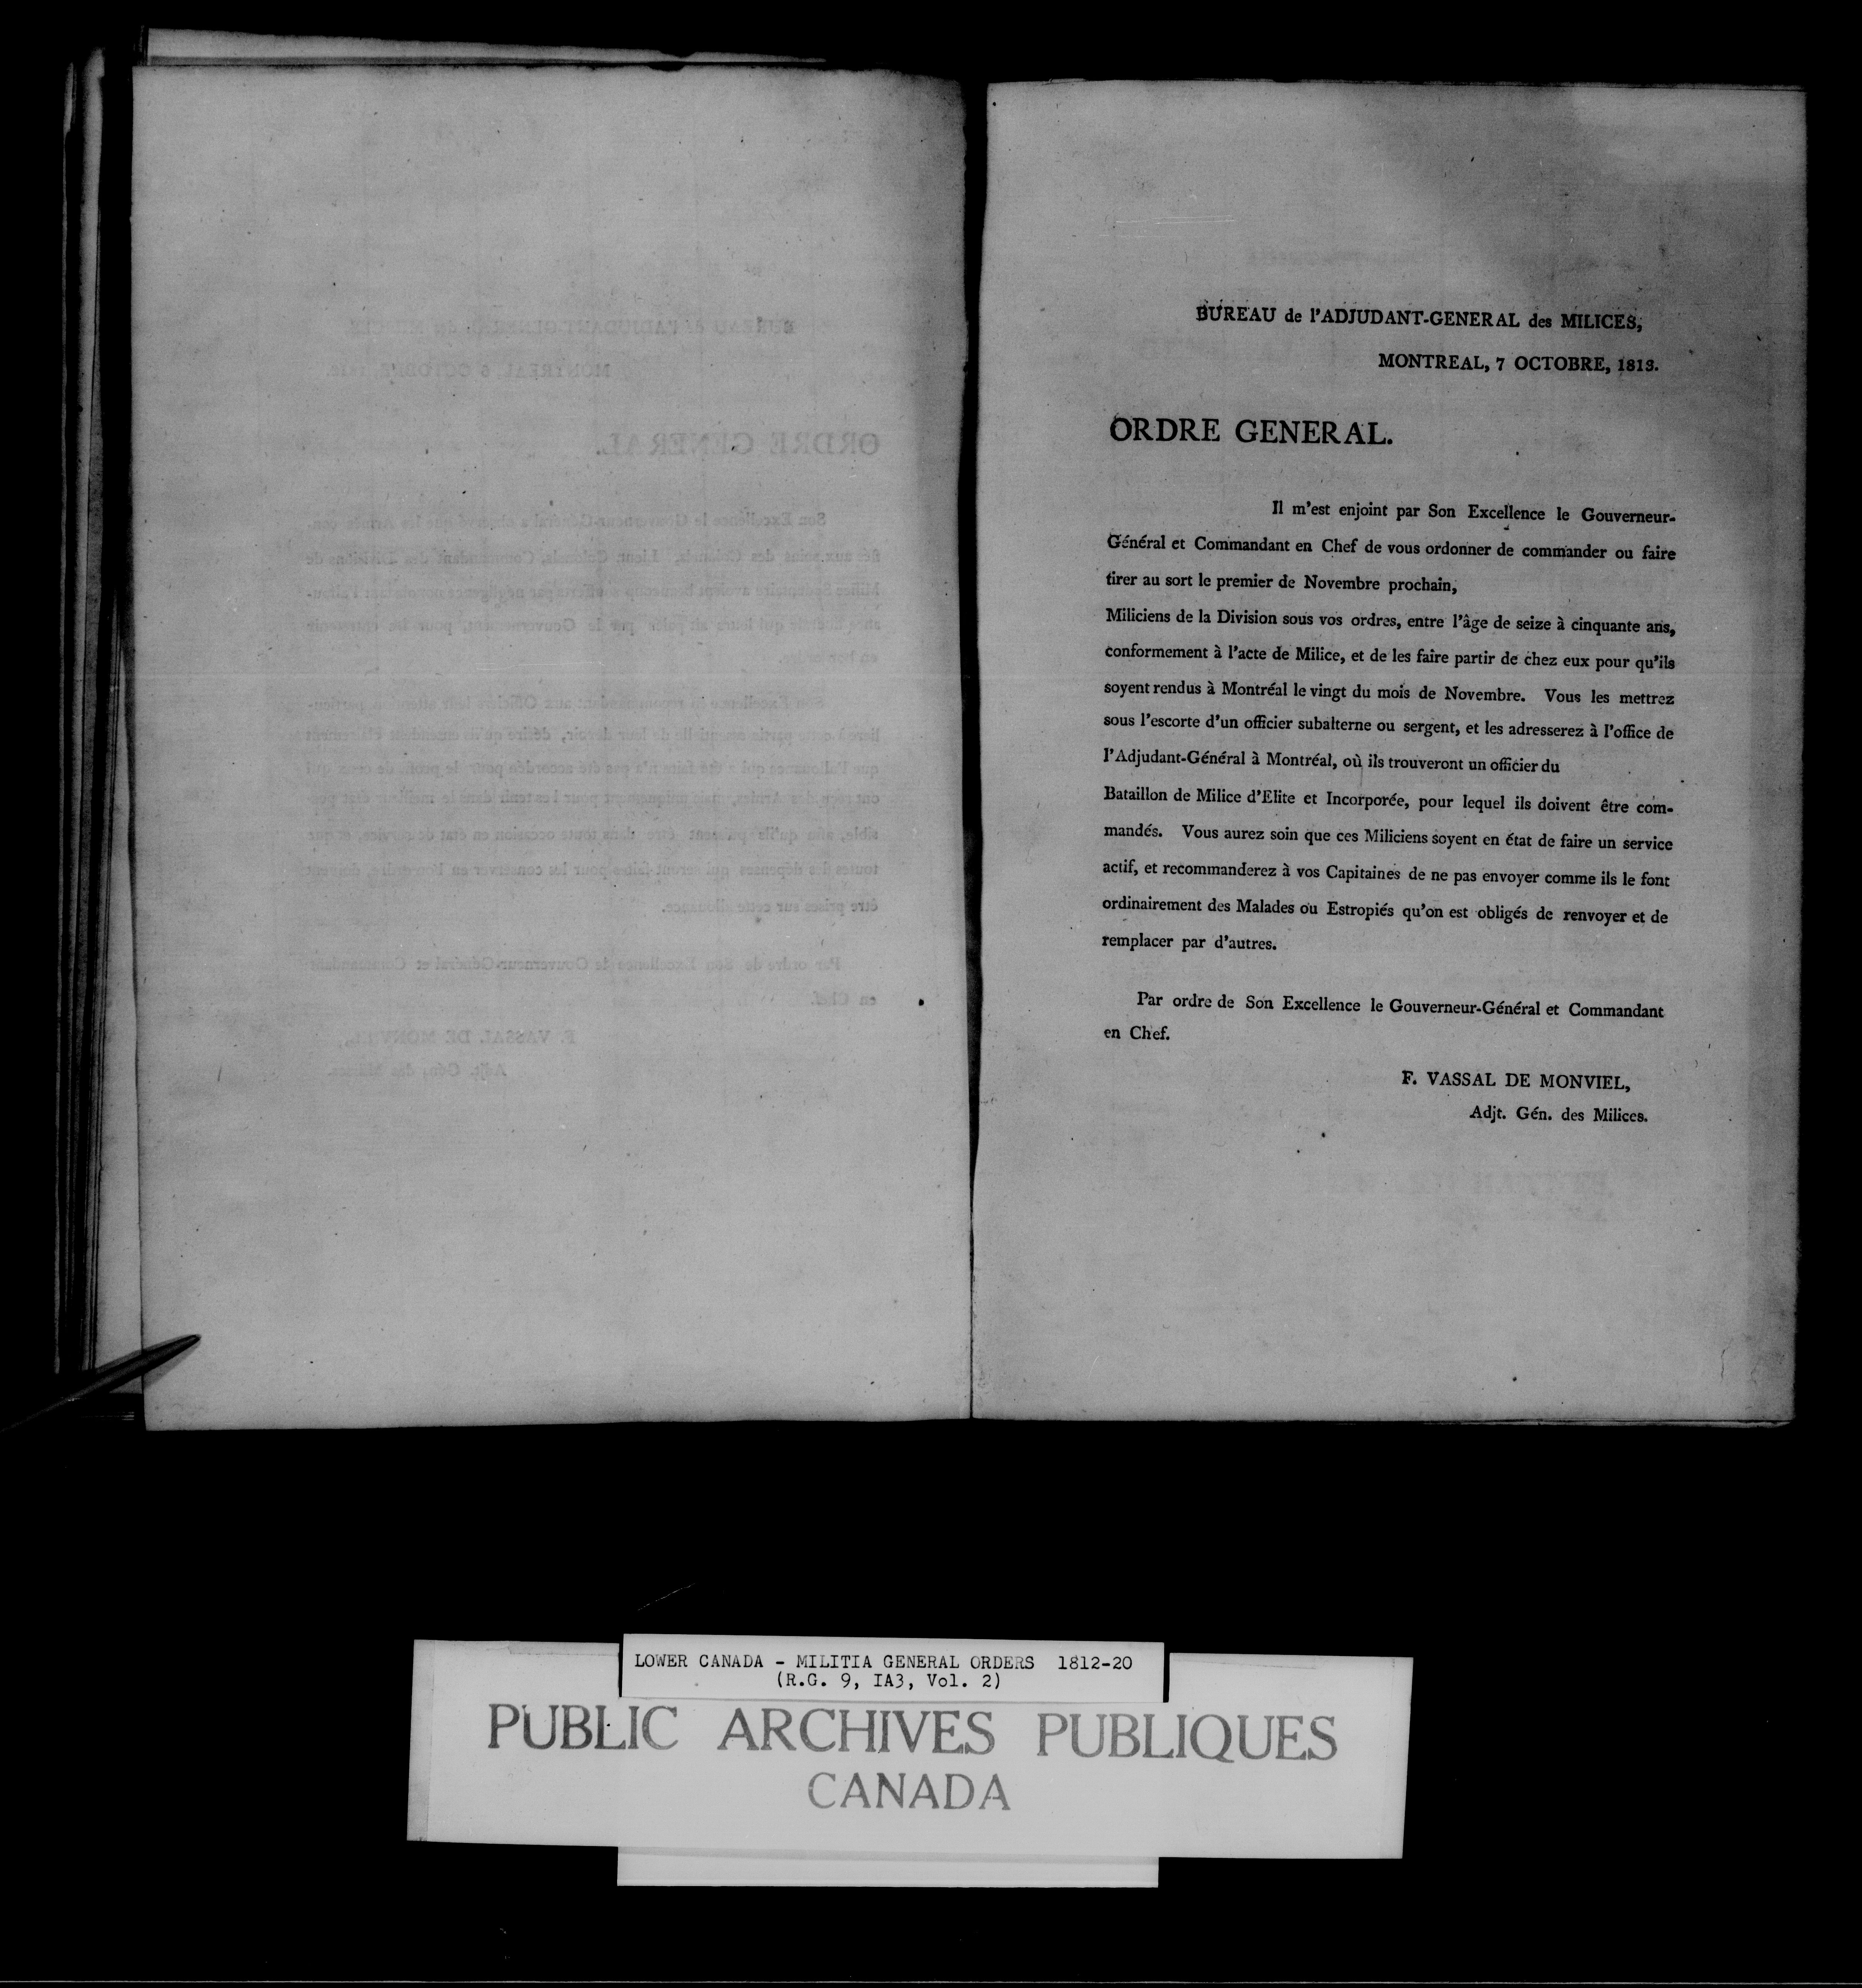 BUREAU de l'ADJUDANT-GENERAL des MILICES,
MONTREAL, 7 OCTOBRE, 1813.
ORDRE GENERAL.
Il m'est enjoint par Son Excellence le Gouverneur-
Général et Commandant en Chef de vous ordonner de commander ou faire
tirer au sort le premier de Novembre prochain,
Miliciens de la Division sous vos ordres, entre l'âge de seize à cinquante ans,
conformement à l'acte de Milice, et de les faire partir de chez eux pour qu'ils
soyent rendus à Montréal le vingt du mois de Novembre. Vous les mettrez
sous l'escorte d'un officier subalterne ou sergent, et les adresserez à l'office de
l'Adjudant-Général à Montréal, où ils trouveront un officier du
Bataillon de Milice d'Elite et Incorporée, pour lequel ils doivent être com-
mandés. Vous aurez soin que ces Miliciens soyent en état de faire un service
actif, et recommanderez à vos Capitaines de ne pas envoyer comme ils le font
ordinairement des Malades ou Estropiés qu'on est obligés de renvoyer et de
remplacer par d'autres.
Par ordre de Son Excellence le Gouverneur-Général et Commandant
en Chef.
F. VASSAL DE MONVIEL,
Adjt. Gén. des Milices.
LOWER CANADA - MILITIA GENERAL ORDERS 1812-20
(R.G. 9, IA3, Vol. 2)
PUBLIC ARCHIVES PUBLIQUES
CANADA